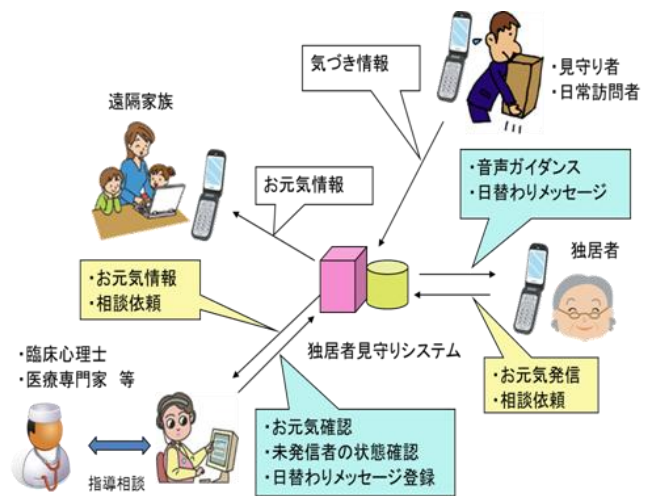 気づき情報
・見守り者
・日常訪問者
遠隔家族
お元気情報
・音声ガイダンス
・日替わりメッセージ
独居者
・お元気情報
・相談依頼
独居者見守りシステム
・お元気発信
・相談依頼
・臨床心理士
・医療専門家 等
・お元気確認
・未発信者の状態確認
・日替わりメッセージ登録
指導相談